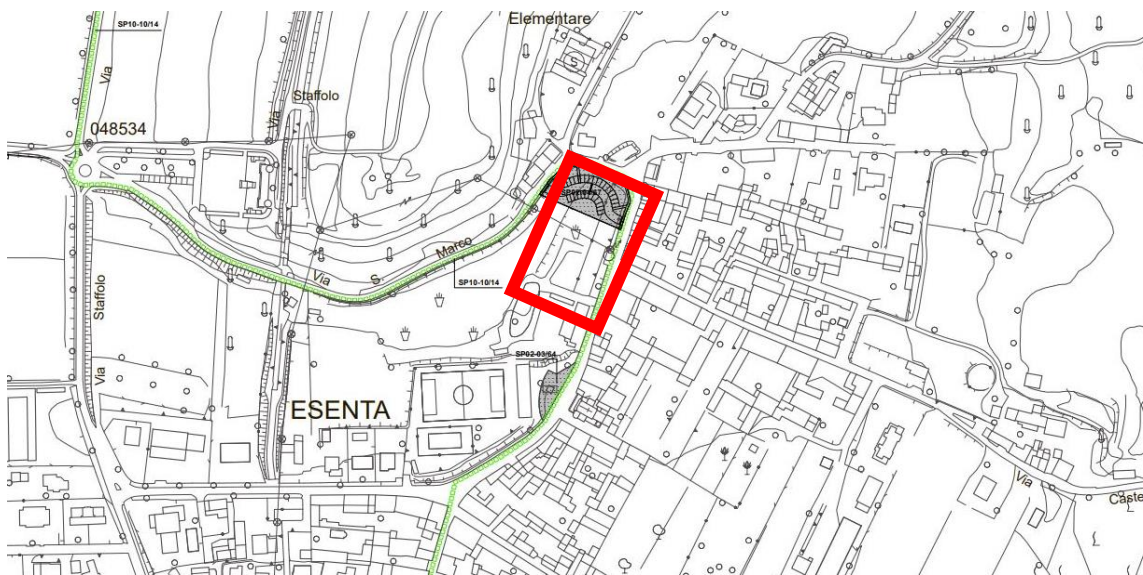 SP10-10/14
Elementare
Via
Staffolo
Via
048534
S
Marco
S.
Via
SP10-10/14
Staffolo
Via
SP02-03/64
ESENTA
Via
Caste